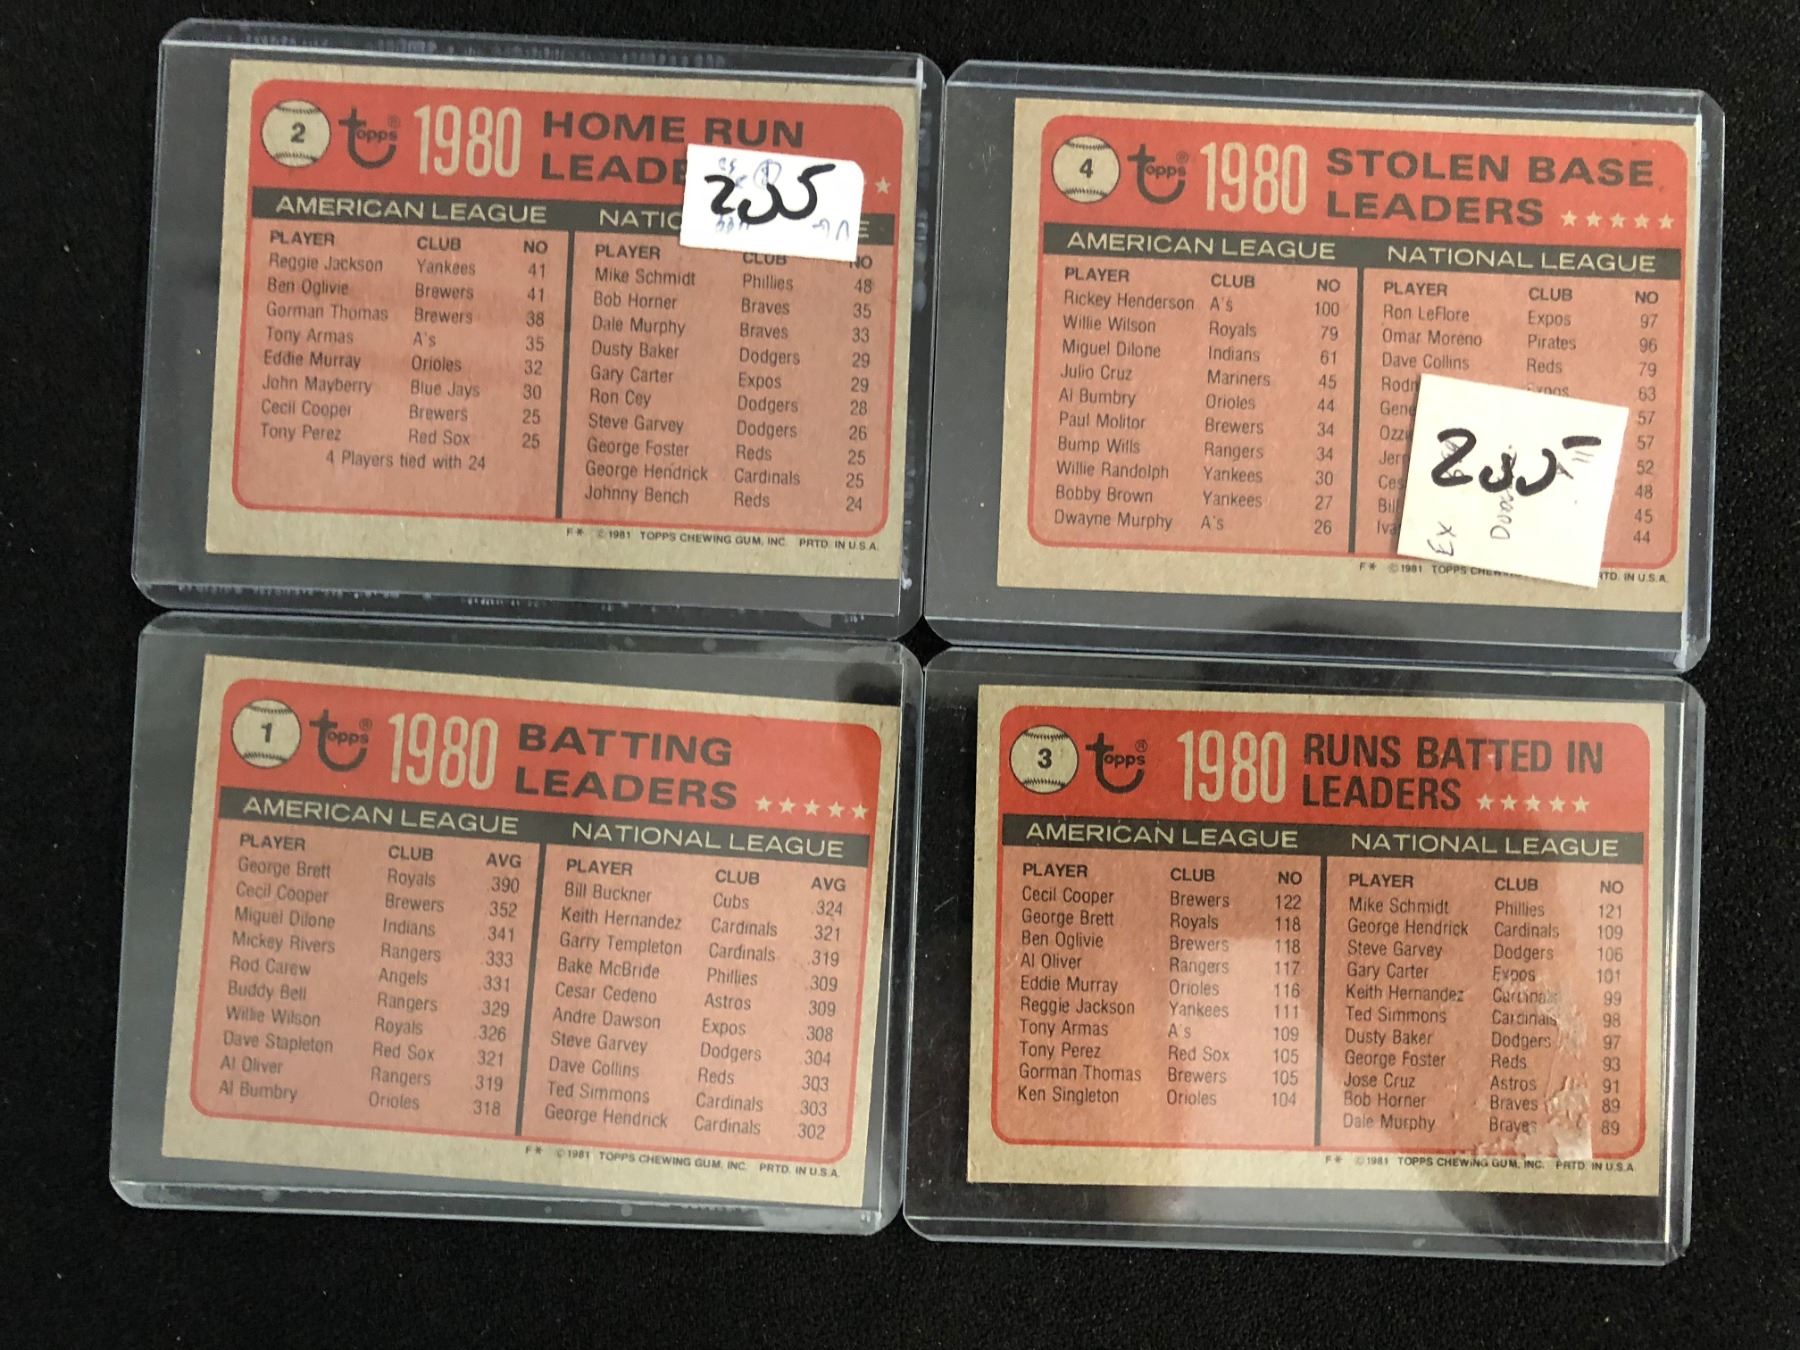 2 Topps® 1980 HOME RUN
LEADE
235
AMERICAN LEAGUE
PLAYER CLUB NO
Reggie Jackson Yankees 41
Ben Oglivie Brewers 41
Gorman Thomas Brewers 38
Tony Armas A's 35
Eddie Murray Orioles 32
John Mayberry Blue Jays 30
Cecil Cooper Brewers 25
Tony Perez Red Sox 25
4 Players tied with 24
NATIO E
PLAYER CLUB NO
Mike Schmidt Phillies 48
Bob Horner Braves 35
Dale Murphy Braves 33
Dusty Baker Dodgers 29
Gary Carter Expos 29
Ron Cey Dodgers 28
Steve Garvey Dodgers 26
George Foster Reds 25
George Hendrick Cardinals 25
Johnny Bench Reds 24
F* © 1981 TOPPS CHEWING GUM, INC. PRTD. IN U.S.A.
4 Topps® 1980 STOLEN BASE
LEADERS
AMERICAN LEAGUE
PLAYER CLUB NO
Rickey Henderson A's 100
Willie Wilson Royals 79
Miguel Dilone Indians 61
Julio Cruz Mariners 45
Al Bumbry Orioles 44
Paul Molitor Brewers 34
Bump Wills Rangers 34
Willie Randolph Yankees 30
Bobby Brown Yankees 27
Dwayne Murphy A's 26
NATIONAL LEAGUE
PLAYER CLUB NO
Ron LeFlore Expos 97
Omar Moreno Pirates 96
Dave Collins Reds 79
Rodn xpos 63
Gene 57
Ozzi 57
Jerr 52
Ces 48
Bil 45
Iva 44
235
Ex
F* © 1981 TOPPS CHEW RTD. IN U.S.A.
1 Topps® 1980 BATTING
LEADERS
AMERICAN LEAGUE
PLAYER CLUB AVG
George Brett Royals .390
Cecil Cooper Brewers .352
Miguel Dilone Indians .341
Mickey Rivers Rangers .333
Rod Carew Angels .331
Buddy Bell Rangers .329
Willie Wilson Royals .326
Dave Stapleton Red Sox .321
Al Oliver Rangers .319
Al Bumbry Orioles .318
NATIONAL LEAGUE
PLAYER CLUB AVG
Bill Buckner Cubs .324
Keith Hernandez Cardinals .321
Garry Templeton Cardinals .319
Bake McBride Phillies .309
Cesar Cedeno Astros .309
Andre Dawson Expos .308
Steve Garvey Dodgers .304
Dave Collins Reds .303
Ted Simmons Cardinals .303
George Hendrick Cardinals .302
F* © 1981 TOPPS CHEWING GUM, INC. PRTD. IN U.S.A.
3 Topps® 1980 RUNS BATTED IN
LEADERS
AMERICAN LEAGUE
PLAYER CLUB NO
Cecil Cooper Brewers 122
George Brett Royals 118
Ben Oglivie Brewers 118
Al Oliver Rangers 117
Eddie Murray Orioles 116
Reggie Jackson Yankees 111
Tony Armas A's 109
Tony Perez Red Sox 105
Gorman Thomas Brewers 105
Ken Singleton Orioles 104
NATIONAL LEAGUE
PLAYER CLUB NO
Mike Schmidt Phillies 121
George Hendrick Cardinals 109
Steve Garvey Dodgers 106
Gary Carter Expos 101
Keith Hernandez Cardinals 99
Ted Simmons Cardinals 98
Dusty Baker Dodgers 97
George Foster Reds 93
Jose Cruz Astros 91
Bob Horner Braves 89
Dale Murphy Braves 89
F* © 1981 TOPPS CHEWING GUM, INC. PRTD. IN U.S.A.